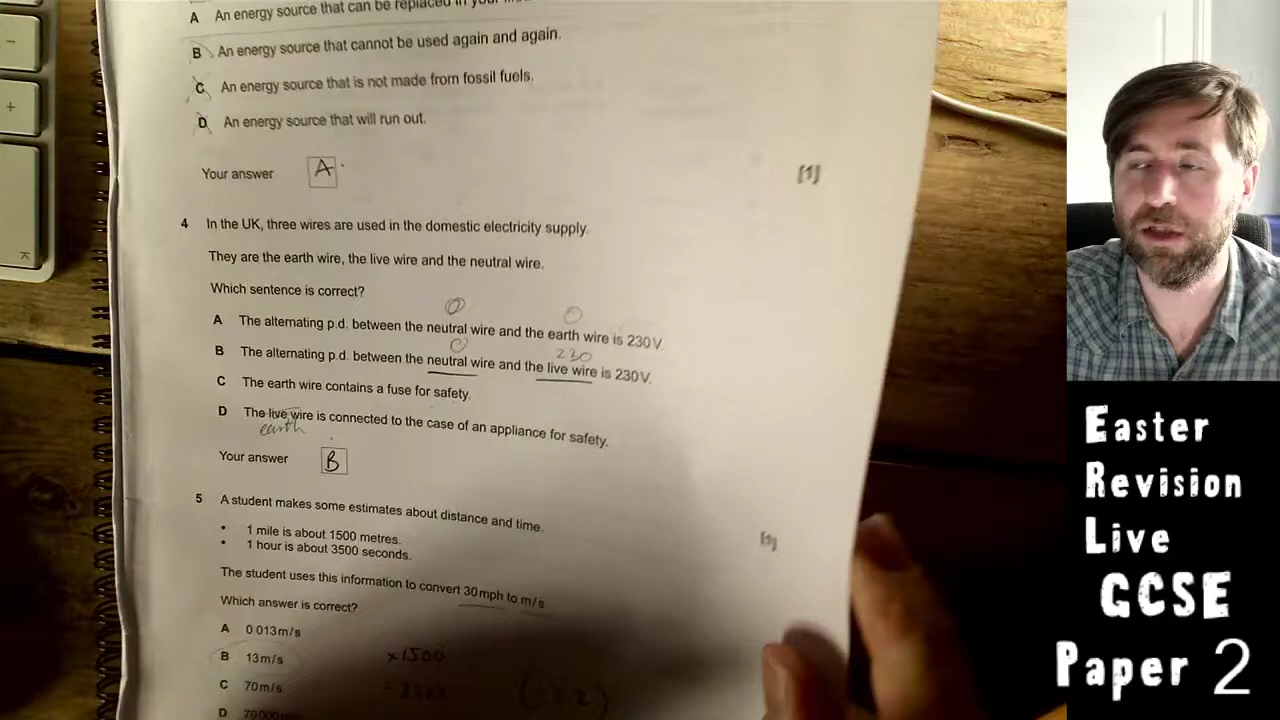 A An energy source that can be replaced in your
B An energy source that cannot be used again and again.
C An energy source that is not made from fossil fuels.
D An energy source that will run out.
Your answer A
[1]
4 In the UK, three wires are used in the domestic electricity supply.
They are the earth wire, the live wire and the neutral wire.
Which sentence is correct?
0 0
A The alternating p.d. between the neutral wire and the earth wire is 230V.
0 230
B The alternating p.d. between the neutral wire and the live wire is 230V.
C The earth wire contains a fuse for safety.
D The live wire is connected to the case of an appliance for safety.
earth
Your answer B
[1]
5 A student makes some estimates about distance and time.
• 1 mile is about 1500 metres.
• 1 hour is about 3500 seconds.
The student uses this information to convert 30mph to m/s
Which answer is correct?
A 0.013m/s
B 13m/s
×1500
C 70m/s
D
Easter
Revision
Live
GCSE
Paper 2